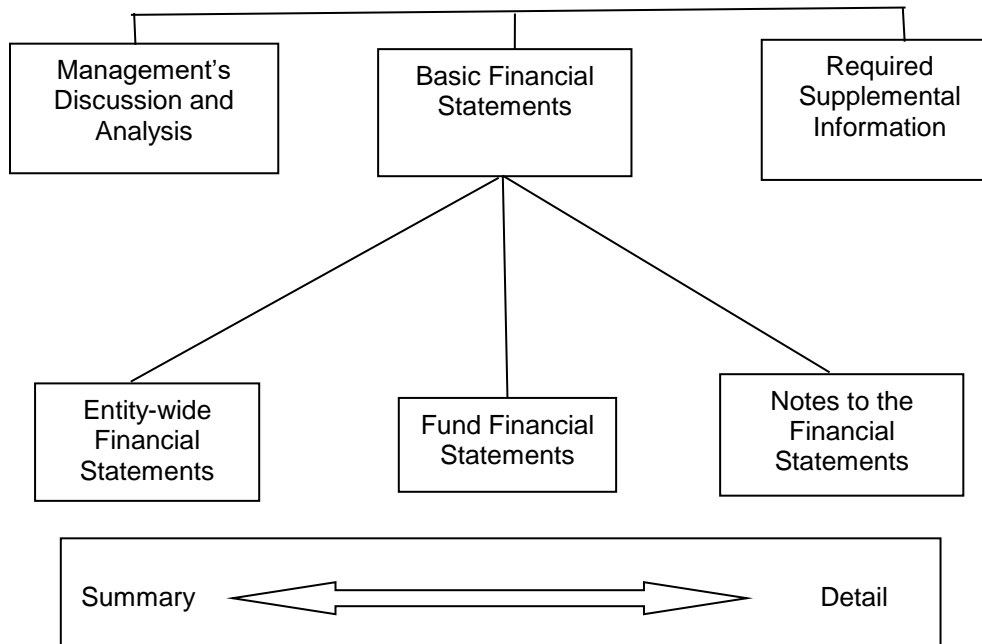 Management’s
Discussion and
Analysis
Basic Financial
Statements
Required
Supplemental
Information
Entity-wide
Financial
Statements
Fund Financial
Statements
Notes to the
Financial
Statements
Summary
Detail